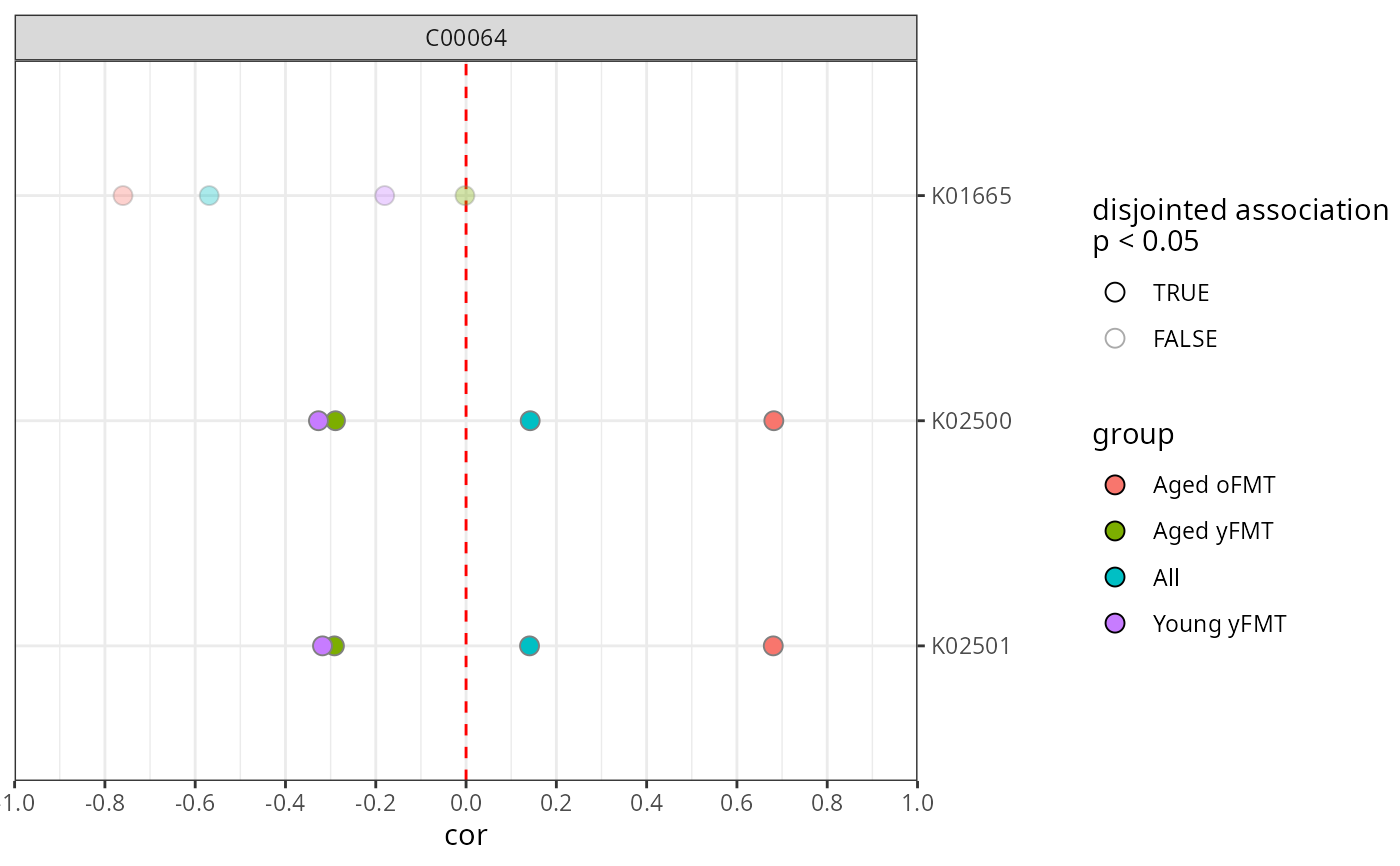 C00064
K01665
K02500
K02501
-1.0 -0.8 -0.6 -0.4 -0.2 0.0 0.2 0.4 0.6 0.8 1.0
cor
disjointed association
p < 0.05
TRUE
FALSE
group
Aged oFMT
Aged yFMT
All
Young yFMT